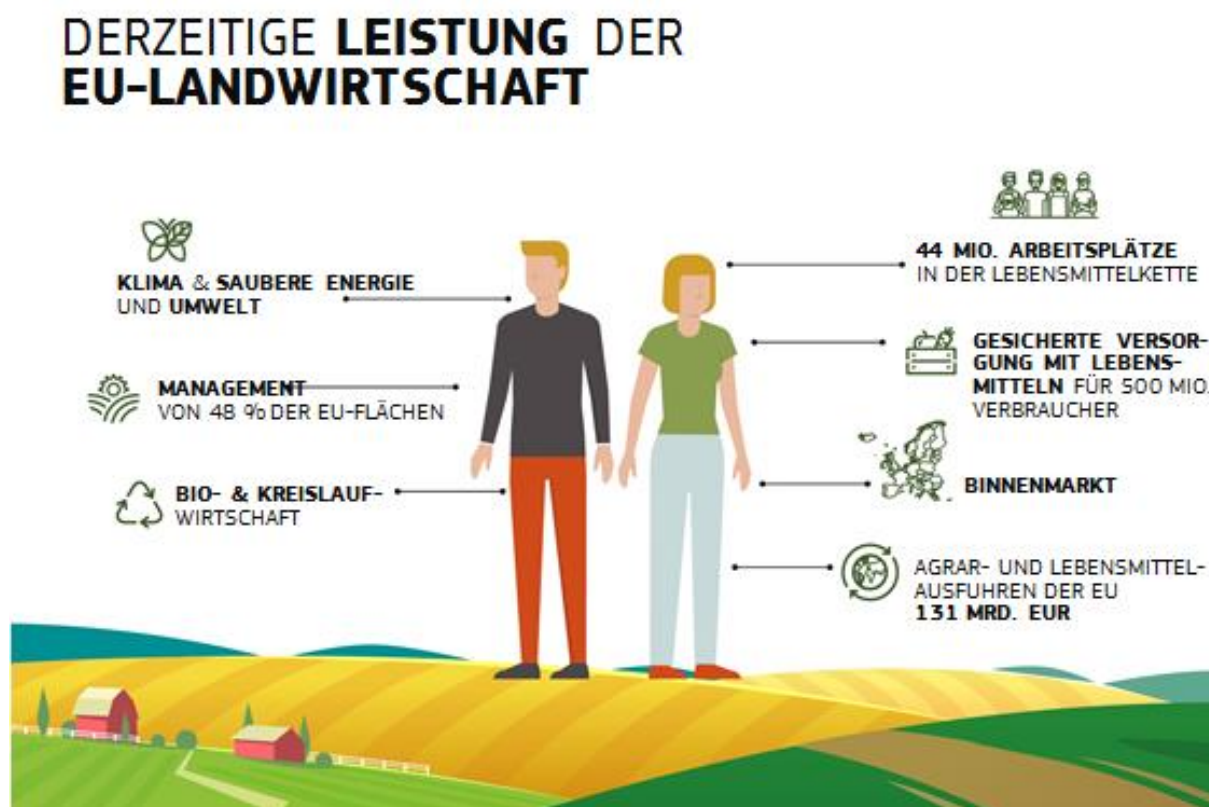 DERZEITIGE LEISTUNG DER
EU-LANDWIRTSCHAFT
KLIMA & SAUBERE ENERGIE
UND UMWELT
MANAGEMENT
VON 48 % DER EU-FLÄCHEN
BIO- & KREISLAUF-
WIRTSCHAFT
44 MIO. ARBEITSPLÄTZE
IN DER LEBENSMITTELKETTE
GESICHERTE VERSOR-
GUNG MIT LEBENS-
MITTELN FÜR 500 MIO.
VERBRAUCHER
BINNENMARKT
AGRAR- UND LEBENSMITTEL-
AUSFUHREN DER EU
131 MRD. EUR